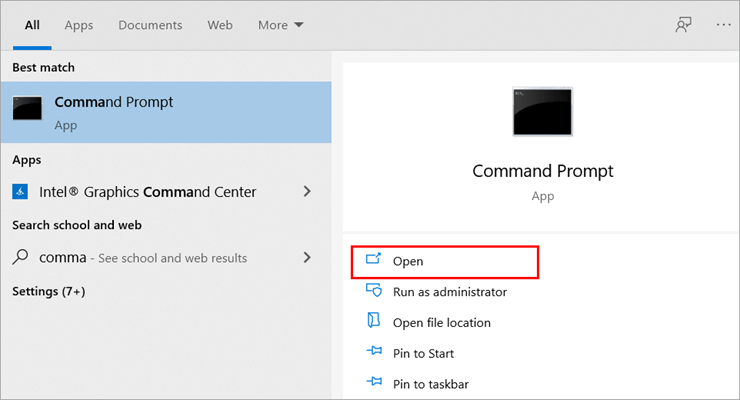 All Apps Documents Web More
Best match
Command Prompt
App
Apps
Intel® Graphics Command Center
Search school and web
comma - See school and web results
Settings (7+)
Command Prompt
App
Open
Run as administrator
Open file location
Pin to Start
Pin to taskbar